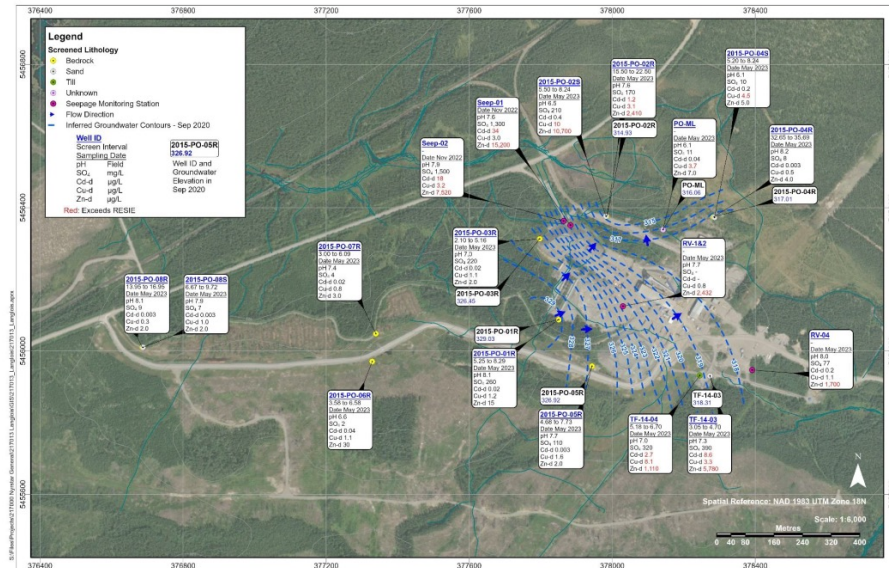 376400 376800 377200 377600 378000 378400
5456800
5456400
5456000
5455600
Legend
Screened Lithology
Bedrock
Sand
Till
Unknown
Seepage Monitoring Station
Flow Direction
Inferred Groundwater Contours - Sep 2020
Well ID
Screen Interval
Sampling Date
pH Field
SO₄ mg/L
Cd-d µg/L
Cu-d µg/L
Zn-d µg/L
2015-PO-05R
326.92
Well ID and
Groundwater
Elevation in
Sep 2020
Red: Exceeds RESIE
Seep-01
-
Date Nov 2022
pH 7.6
SO₄ 1,300
Cd-d 34
Cu-d 3.0
Zn-d 15,200
2015-PO-02S
5.50 to 8.24
Date May 2023
pH 6.5
SO₄ 210
Cd-d 0.4
Cu-d 10
Zn-d 10,700
2015-PO-02R
15.50 to 22.50
Date May 2023
pH 7.6
SO₄ 170
Cd-d 1.2
Cu-d 3.1
Zn-d 2,410
2015-PO-02R
314.93
2015-PO-04S
5.20 to 8.24
Date May 2023
pH 6.1
SO₄ 10
Cd-d 0.2
Cu-d 4.5
Zn-d 5.0
Seep-02
-
Date Nov 2022
pH 7.9
SO₄ 1,500
Cd-d 18
Cu-d 3.2
Zn-d 7,520
PO-ML
-
Date May 2023
pH 6.1
SO₄ 11
Cd-d 0.04
Cu-d 3.7
Zn-d 7.0
PO-ML
316.06
2015-PO-04R
32.65 to 35.69
Date May 2023
pH 8.2
SO₄ 8
Cd-d 0.003
Cu-d 0.5
Zn-d 4.0
2015-PO-04R
317.01
2015-PO-03R
2.10 to 5.16
Date May 2023
pH 7.0
SO₄ 220
Cd-d 0.02
Cu-d 1.1
Zn-d 2.0
2015-PO-03R
2015-PO-07R
3.00 to 6.09
Date May 2023
pH 7.4
SO₄ 4
Cd-d 0.02
Cu-d 0.8
Zn-d 3.0
RV-1&2
-
Date May 2023
pH 7.7
SO₄ -
Cd-d -
Cu-d 0.8
Zn-d 2,432
2015-PO-08R
13.95 to 16.95
Date May 2023
pH 8.1
SO₄ 9
Cd-d 0.003
Cu-d 0.3
Zn-d 2.0
2015-PO-08S
6.67 to 9.72
Date May 2023
pH 7.9
SO₄ 7
Cd-d 0.003
Cu-d 1.0
Zn-d 2.0
2015-PO-01R
329.03
2015-PO-01R
5.25 to 8.29
Date May 2023
pH 8.1
SO₄ 260
Cd-d 0.02
Cu-d 1.2
Zn-d 15
RV-04
-
Date May 2023
pH 8.0
SO₄ 77
Cd-d 0.2
Cu-d 1.1
Zn-d 1,700
2015-PO-06R
3.58 to 6.58
Date May 2023
pH 6.6
SO₄ 2
Cd-d 0.04
Cu-d 1.1
Zn-d 30
2015-PO-05R
326.92
2015-PO-05R
4.68 to 7.73
Date May 2023
pH 7.7
SO₄ 110
Cd-d 0.003
Cu-d 1.6
Zn-d 2.0
TF-14-03
318.31
TF-14-04
5.18 to 6.70
Date May 2023
pH 7.0
SO₄ 320
Cd-d 2.7
Cu-d 8.1
Zn-d 1,110
TF-14-03
3.05 to 4.70
Date May 2023
pH 7.3
SO₄ 390
Cd-d 8.6
Cu-d 3.3
Zn-d 5,780
315
317
N
Spatial Reference: NAD 1983 UTM Zone 18N
Scale: 1:6,000
Metres
0 40 80 160 240 320 400
376400 376800 377200 377600 378000 378400